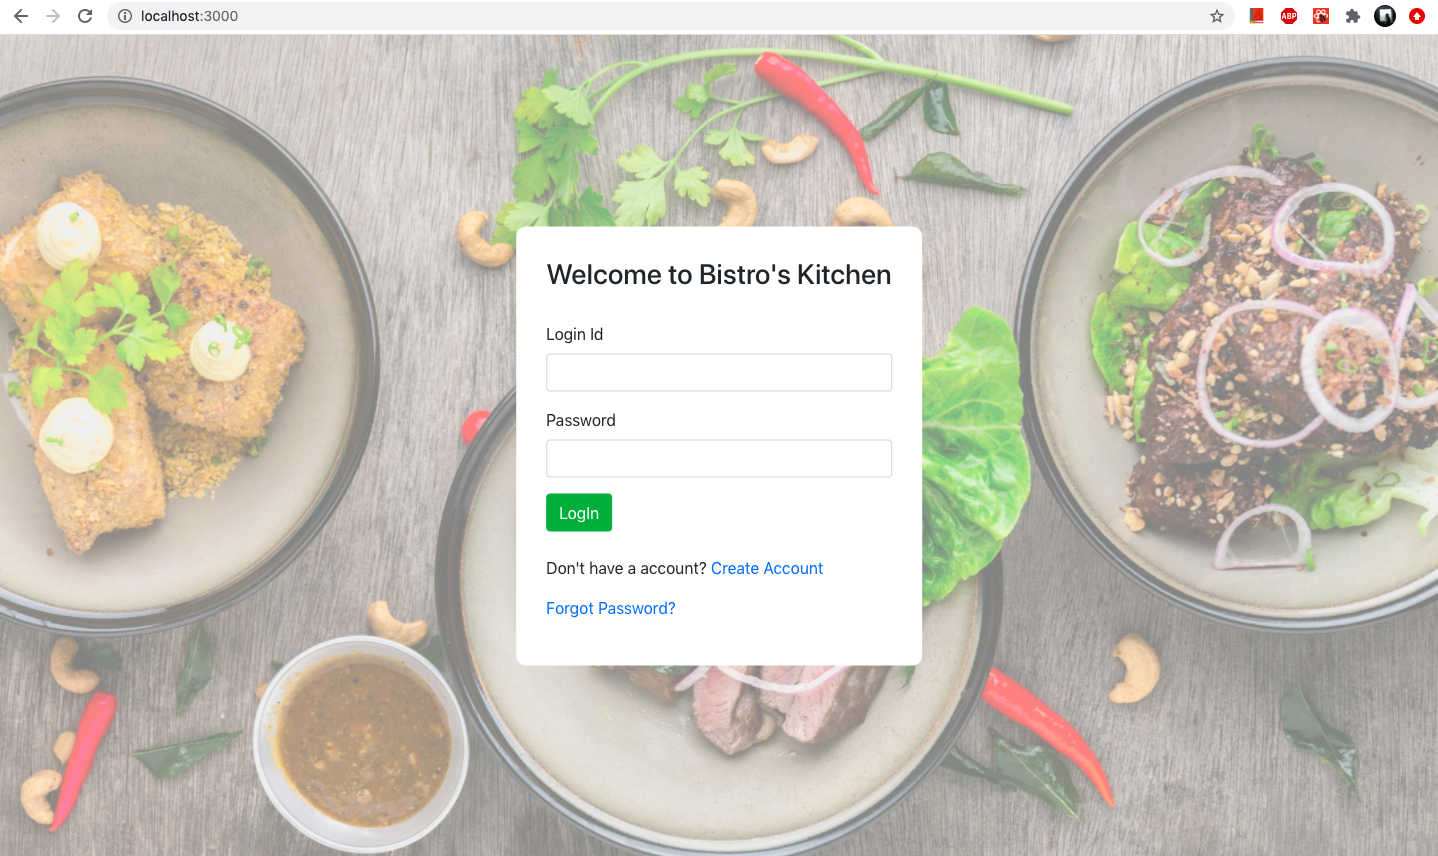 localhost:3000
ABP
Welcome to Bistro's Kitchen
Login Id
Password
LogIn
Don't have a account? Create Account
Forgot Password?